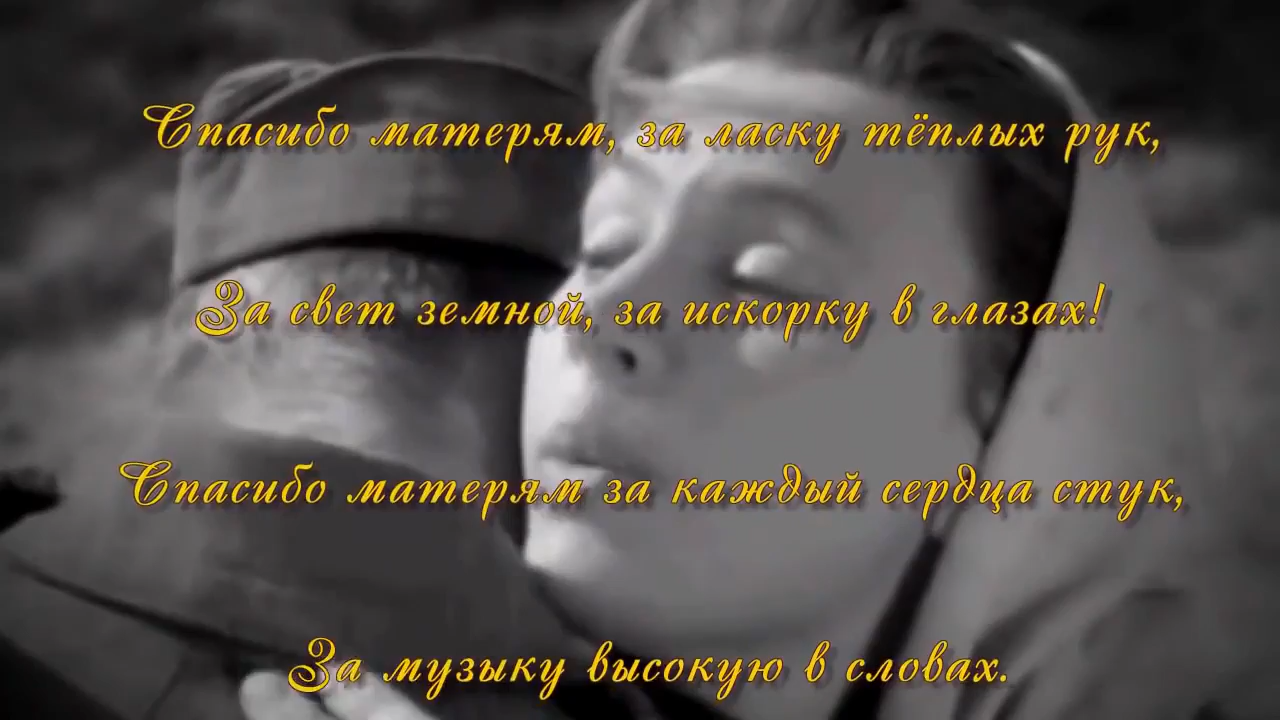 Спасибо матерям, за ласку тёплых рук,
За свет земной, за искорку в глазах!
Спасибо матерям за каждый сердца стук,
За музыку высокую в словах.